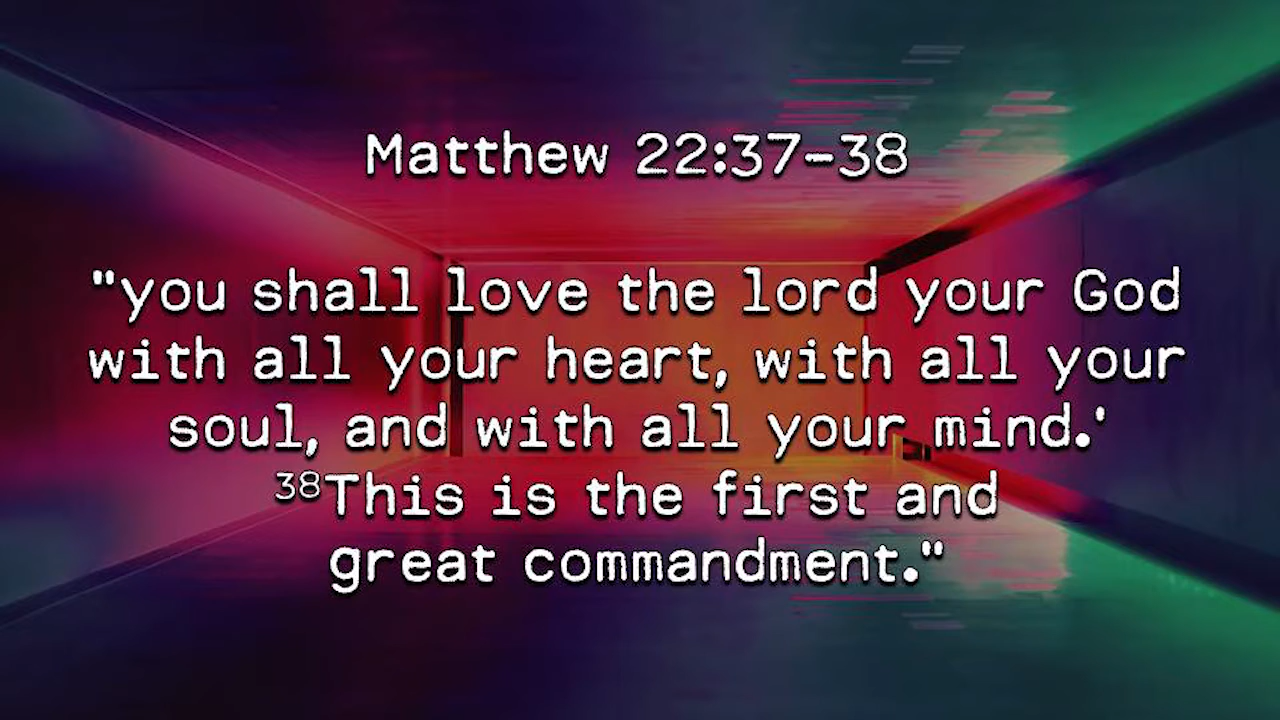 Matthew 22:37-38
"you shall love the lord your God
with all your heart, with all your
soul, and with all your mind.'
³⁸This is the first and
great commandment."